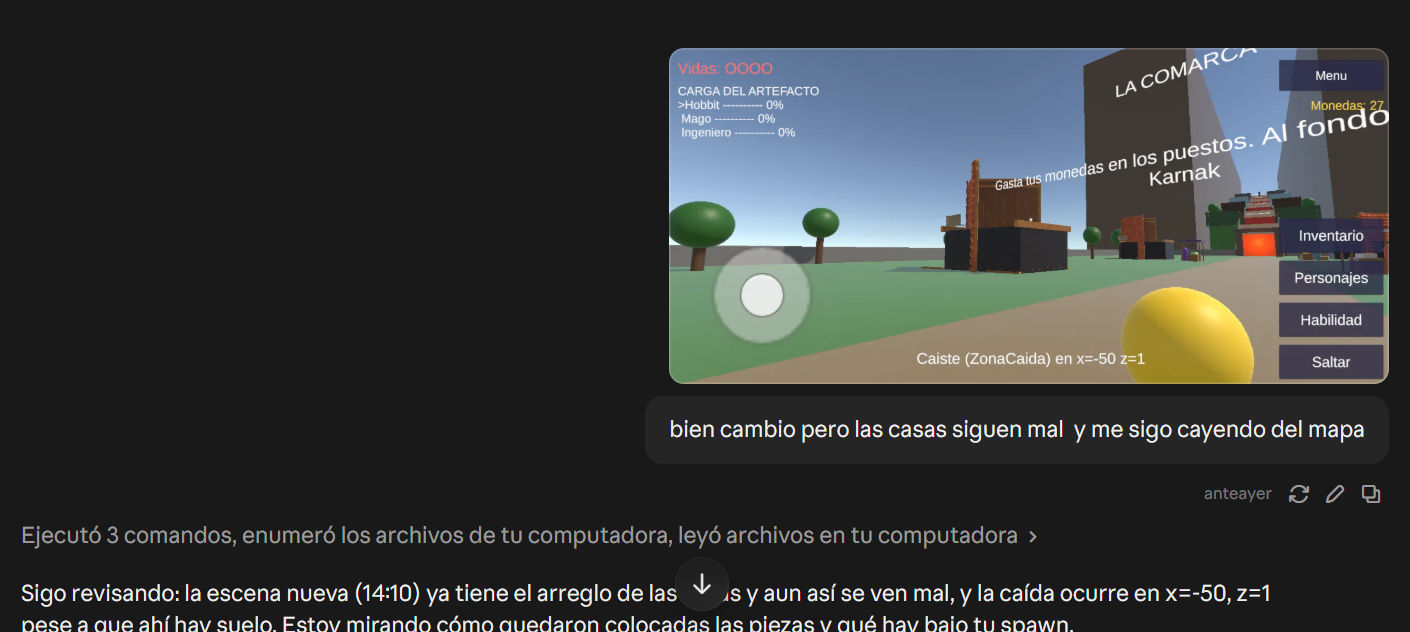 Vidas: OOOO
CARGA DEL ARTEFACTO
>Hobbit ---------- 0%
Mago ---------- 0%
Ingeniero ---------- 0%
LA COMARCA
Menu
Monedas: 27
Gasta tus monedas en los puestos. Al fondo
Karnak
Inventario
Personajes
Habilidad
Saltar
Caiste (ZonaCaida) en x=-50 z=1
bien cambio pero las casas siguen mal y me sigo cayendo del mapa
anteayer
Ejecutó 3 comandos, enumeró los archivos de tu computadora, leyó archivos en tu computadora >
Sigo revisando: la escena nueva (14:10) ya tiene el arreglo de las y aun así se ven mal, y la caída ocurre en x=-50, z=1
pese a que ahí hay suelo. Estoy mirando cómo quedaron colocadas las piezas y qué hay bajo tu spawn.